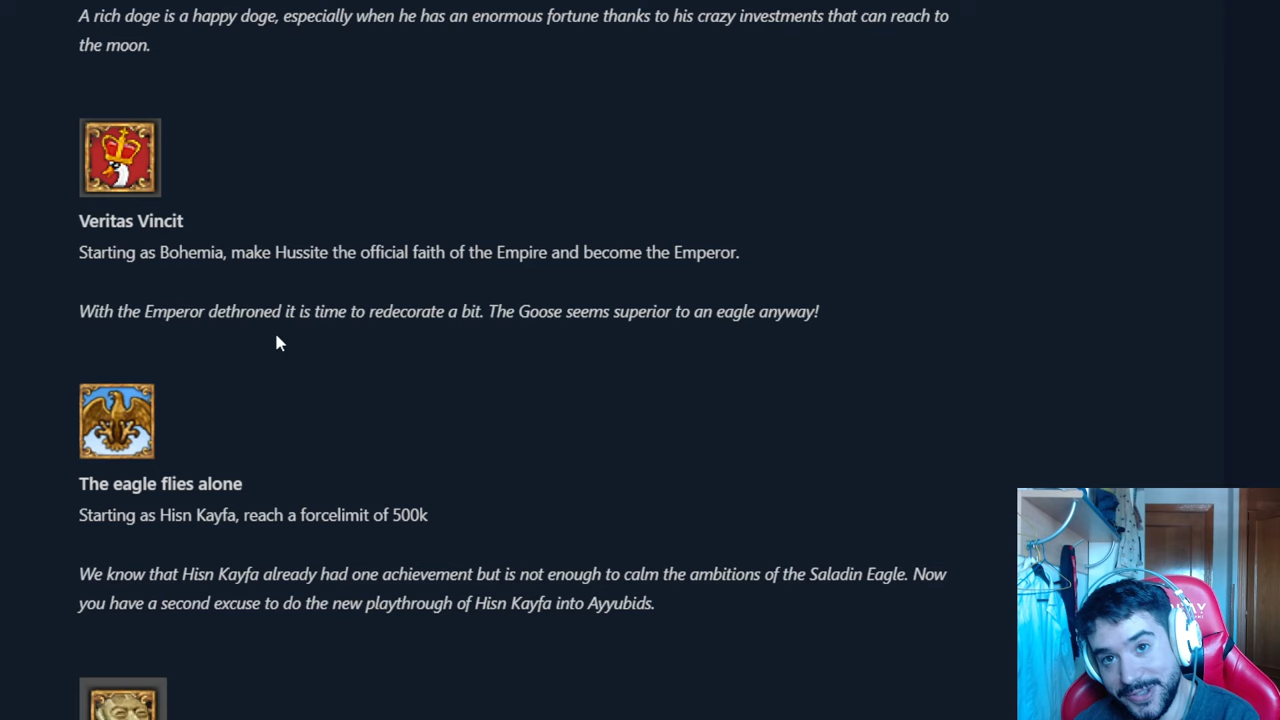 A rich doge is a happy doge, especially when he has an enormous fortune thanks to his crazy investments that can reach to
the moon.
Veritas Vincit
Starting as Bohemia, make Hussite the official faith of the Empire and become the Emperor.
With the Emperor dethroned it is time to redecorate a bit. The Goose seems superior to an eagle anyway!
The eagle flies alone
Starting as Hisn Kayfa, reach a forcelimit of 500k
We know that Hisn Kayfa already had one achievement but is not enough to calm the ambitions of the Saladin Eagle. Now
you have a second excuse to do the new playthrough of Hisn Kayfa into Ayyubids.